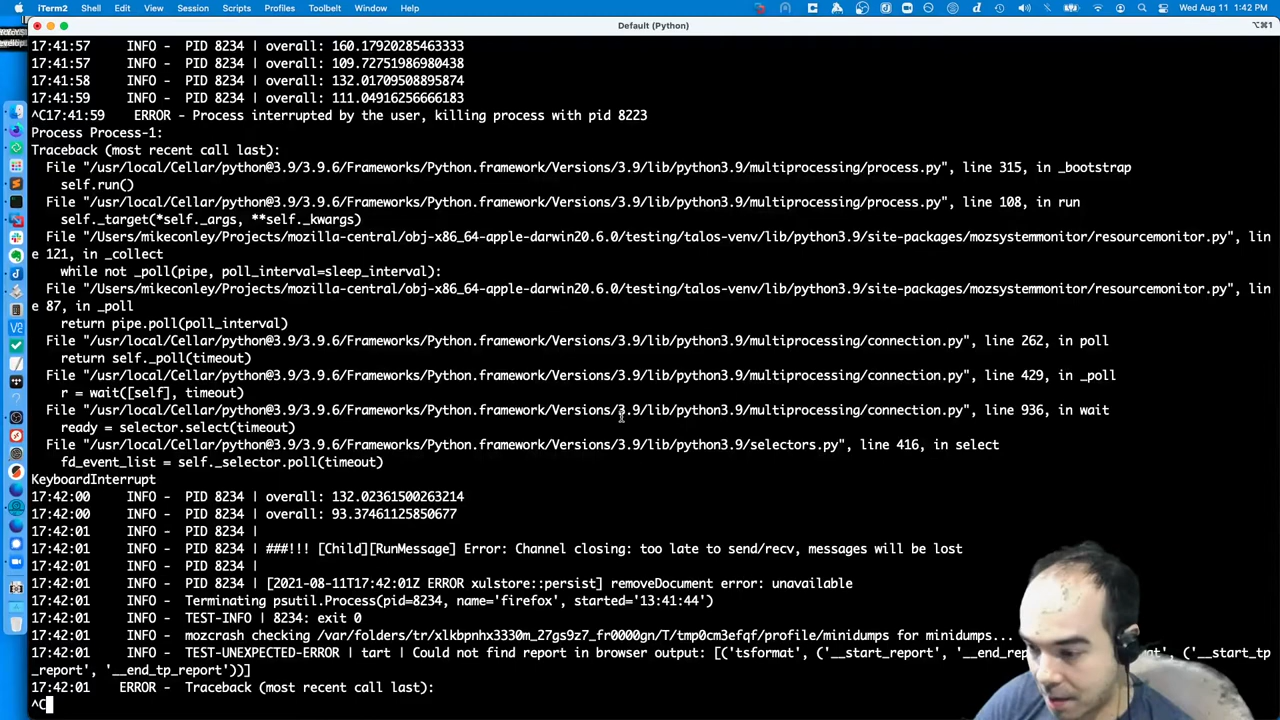 iTerm2 Shell Edit View Session Scripts Profiles Toolbelt Window Help Wed Aug 11 1:42 PM
Default (Python) ⌥⌘1
17:41:57 INFO - PID 8234 | overall: 160.17920285463333
17:41:57 INFO - PID 8234 | overall: 109.72751986980438
17:41:58 INFO - PID 8234 | overall: 132.01709508895874
17:41:59 INFO - PID 8234 | overall: 111.04916256666183
^C17:41:59 ERROR - Process interrupted by the user, killing process with pid 8223
Process Process-1:
Traceback (most recent call last):
File "/usr/local/Cellar/python@3.9/3.9.6/Frameworks/Python.framework/Versions/3.9/lib/python3.9/multiprocessing/process.py", line 315, in _bootstrap
self.run()
File "/usr/local/Cellar/python@3.9/3.9.6/Frameworks/Python.framework/Versions/3.9/lib/python3.9/multiprocessing/process.py", line 108, in run
self._target(*self._args, **self._kwargs)
File "/Users/mikeconley/Projects/mozilla-central/obj-x86_64-apple-darwin20.6.0/testing/talos-venv/lib/python3.9/site-packages/mozsystemmonitor/resourcemonitor.py", lin
e 121, in _collect
while not _poll(pipe, poll_interval=sleep_interval):
File "/Users/mikeconley/Projects/mozilla-central/obj-x86_64-apple-darwin20.6.0/testing/talos-venv/lib/python3.9/site-packages/mozsystemmonitor/resourcemonitor.py", lin
e 87, in _poll
return pipe.poll(poll_interval)
File "/usr/local/Cellar/python@3.9/3.9.6/Frameworks/Python.framework/Versions/3.9/lib/python3.9/multiprocessing/connection.py", line 262, in poll
return self._poll(timeout)
File "/usr/local/Cellar/python@3.9/3.9.6/Frameworks/Python.framework/Versions/3.9/lib/python3.9/multiprocessing/connection.py", line 429, in _poll
r = wait([self], timeout)
File "/usr/local/Cellar/python@3.9/3.9.6/Frameworks/Python.framework/Versions/3.9/lib/python3.9/multiprocessing/connection.py", line 936, in wait
ready = selector.select(timeout)
File "/usr/local/Cellar/python@3.9/3.9.6/Frameworks/Python.framework/Versions/3.9/lib/python3.9/selectors.py", line 416, in select
fd_event_list = self._selector.poll(timeout)
KeyboardInterrupt
17:42:00 INFO - PID 8234 | overall: 132.02361500263214
17:42:00 INFO - PID 8234 | overall: 93.37461125850677
17:42:01 INFO - PID 8234 |
17:42:01 INFO - PID 8234 | ###!!! [Child][RunMessage] Error: Channel closing: too late to send/recv, messages will be lost
17:42:01 INFO - PID 8234 |
17:42:01 INFO - PID 8234 | [2021-08-11T17:42:01Z ERROR xulstore::persist] removeDocument error: unavailable
17:42:01 INFO - Terminating psutil.Process(pid=8234, name='firefox', started='13:41:44')
17:42:01 INFO - TEST-INFO | 8234: exit 0
17:42:01 INFO - mozcrash checking /var/folders/tr/xlkbpnhx3330m_27gs9z7_fr0000gn/T/tmp0cm3efqf/profile/minidumps for minidumps...
17:42:01 INFO - TEST-UNEXPECTED-ERROR | tart | Could not find report in browser output: [('tsformat', ('__start_report', '__end_rep ('__start_tp
_report', '__end_tp_report'))]
17:42:01 ERROR - Traceback (most recent call last):
^C